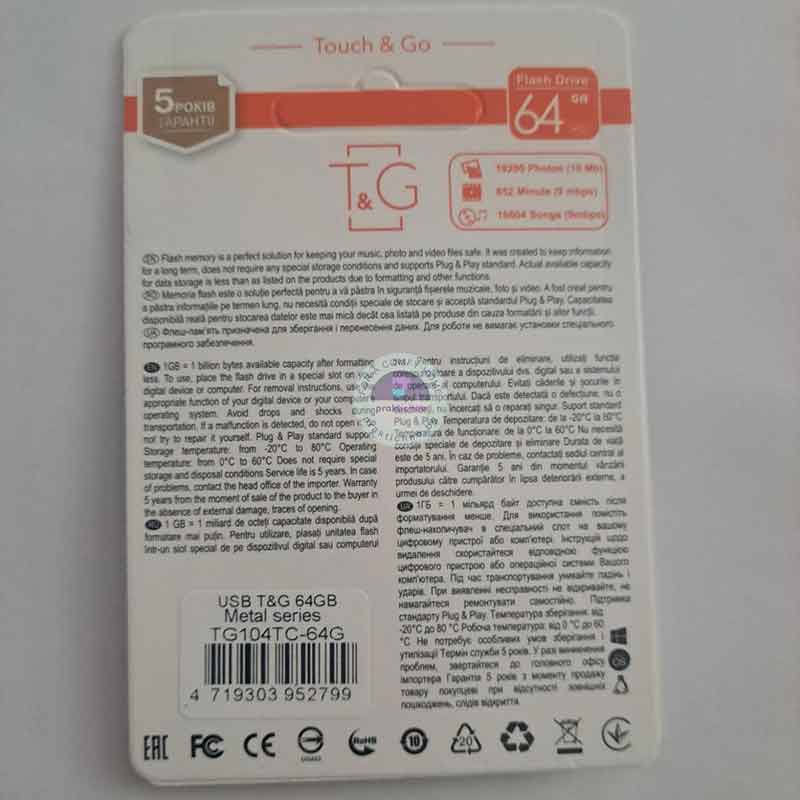 Touch & Go
5 РОКІВ
ГАРАНТІЇ
Flash Drive
64 GB
T&G
Photos (10 Mb)
Minute (9 mbps)
Songs (9mbps)
EN Flash memory is a perfect solution for keeping your music, photo and video files safe. It was created to keep information
for a long term, does not require any special storage conditions and supports Plug & Play standard. Actual available capacity
for data storage is less than as listed on the products due to formatting and other functions.
RO Memoria flash este o soluție perfectă pentru a vă păstra în siguranță fișierele muzicale, foto și video. A fost creat pentru
a păstra informațiile pe termen lung, nu necesită condiții speciale de stocare și acceptă standardul Plug & Play. Capacitatea
disponibilă reală pentru stocarea datelor este mai mică decât cea listată pe produse din cauza formatării și altor funcții.
UA Флеш-пам'ять призначена для зберігання і перенесення даних. Для роботи не вимагає установки спеціального
програмного забезпечення.
EN 1GB = 1 billion bytes available capacity after formatting
less. To use, place the flash drive in a special slot on
digital device or computer. For removal instructions,
appropriate function of your digital device or your computer
operating system. Avoid drops and shocks during
transportation. If a malfunction is detected, do not open
not try to repair it yourself. Plug & Play standard support
Storage temperature: from -20°C to 80°C Operating
temperature: from 0°C to 60°C Does not require special
storage and disposal conditions Service life is 5 years. In case
of problems, contact the head office of the importer. Warranty
5 years from the moment of sale of the product to the buyer in
the absence of external damage, traces of opening.
RO 1 GB = 1 miliard de octeți capacitate disponibilă după
formatare mai puțin. Pentru utilizare, plasați unitatea flash
într-un slot special de pe dispozitivul digital sau computerul
Pentru instrucțiuni de eliminare, utilizați funcția
a dispozitivului dvs. digital sau a sistemului
de computerului. Evitați căderile și șocurile în
transportului. Dacă este detectată o defecțiune, nu o
nu încercați să o reparați singur. Suport standard
Plug & Play Temperatura de depozitare: de la -20°C la 80°C
Temperatura de funcționare: de la 0°C la 60°C Nu necesită
condiții speciale de depozitare și eliminare Durata de viață
este de 5 ani. În caz de probleme, contactați sediul central al
importatorului. Garanție 5 ani din momentul vânzării
produsului către cumpărător în lipsa deteriorării externe, a
urmei de deschidere.
UA 1ГБ = 1 мільярд байт доступна ємність після
форматування менше. Для використання помістіть
флеш-накопичувач в спеціальний слот на вашому
цифровому пристрої або комп'ютері. Інструкцій щодо
видалення скористайтеся відповідною функцією
цифрового пристрою або операційної системи Вашого
комп'ютера. Під час транспортування уникайте падінь і
ударів. При виявленні несправності не відкривайте, не
намагайтеся ремонтувати самостійно. Підтримка
стандарту Plug & Play. Температура зберігання: від
-20°C до 80 °C Робоча температура: від 0 °C до 60
°C Не потребує особливих умов зберігання і
утилізації Термін служби 5 років. У разі виникнення
проблем, звертайтеся до головного офісу
імпортера Гарантія 5 років з моменту продажу
товару покупцеві при відсутності зовнішніх
пошкоджень, слідів відкриття.
USB T&G 64GB
Metal series
TG104TC-64G
4 719303 952799
EAC FC CE RoHS 10 20